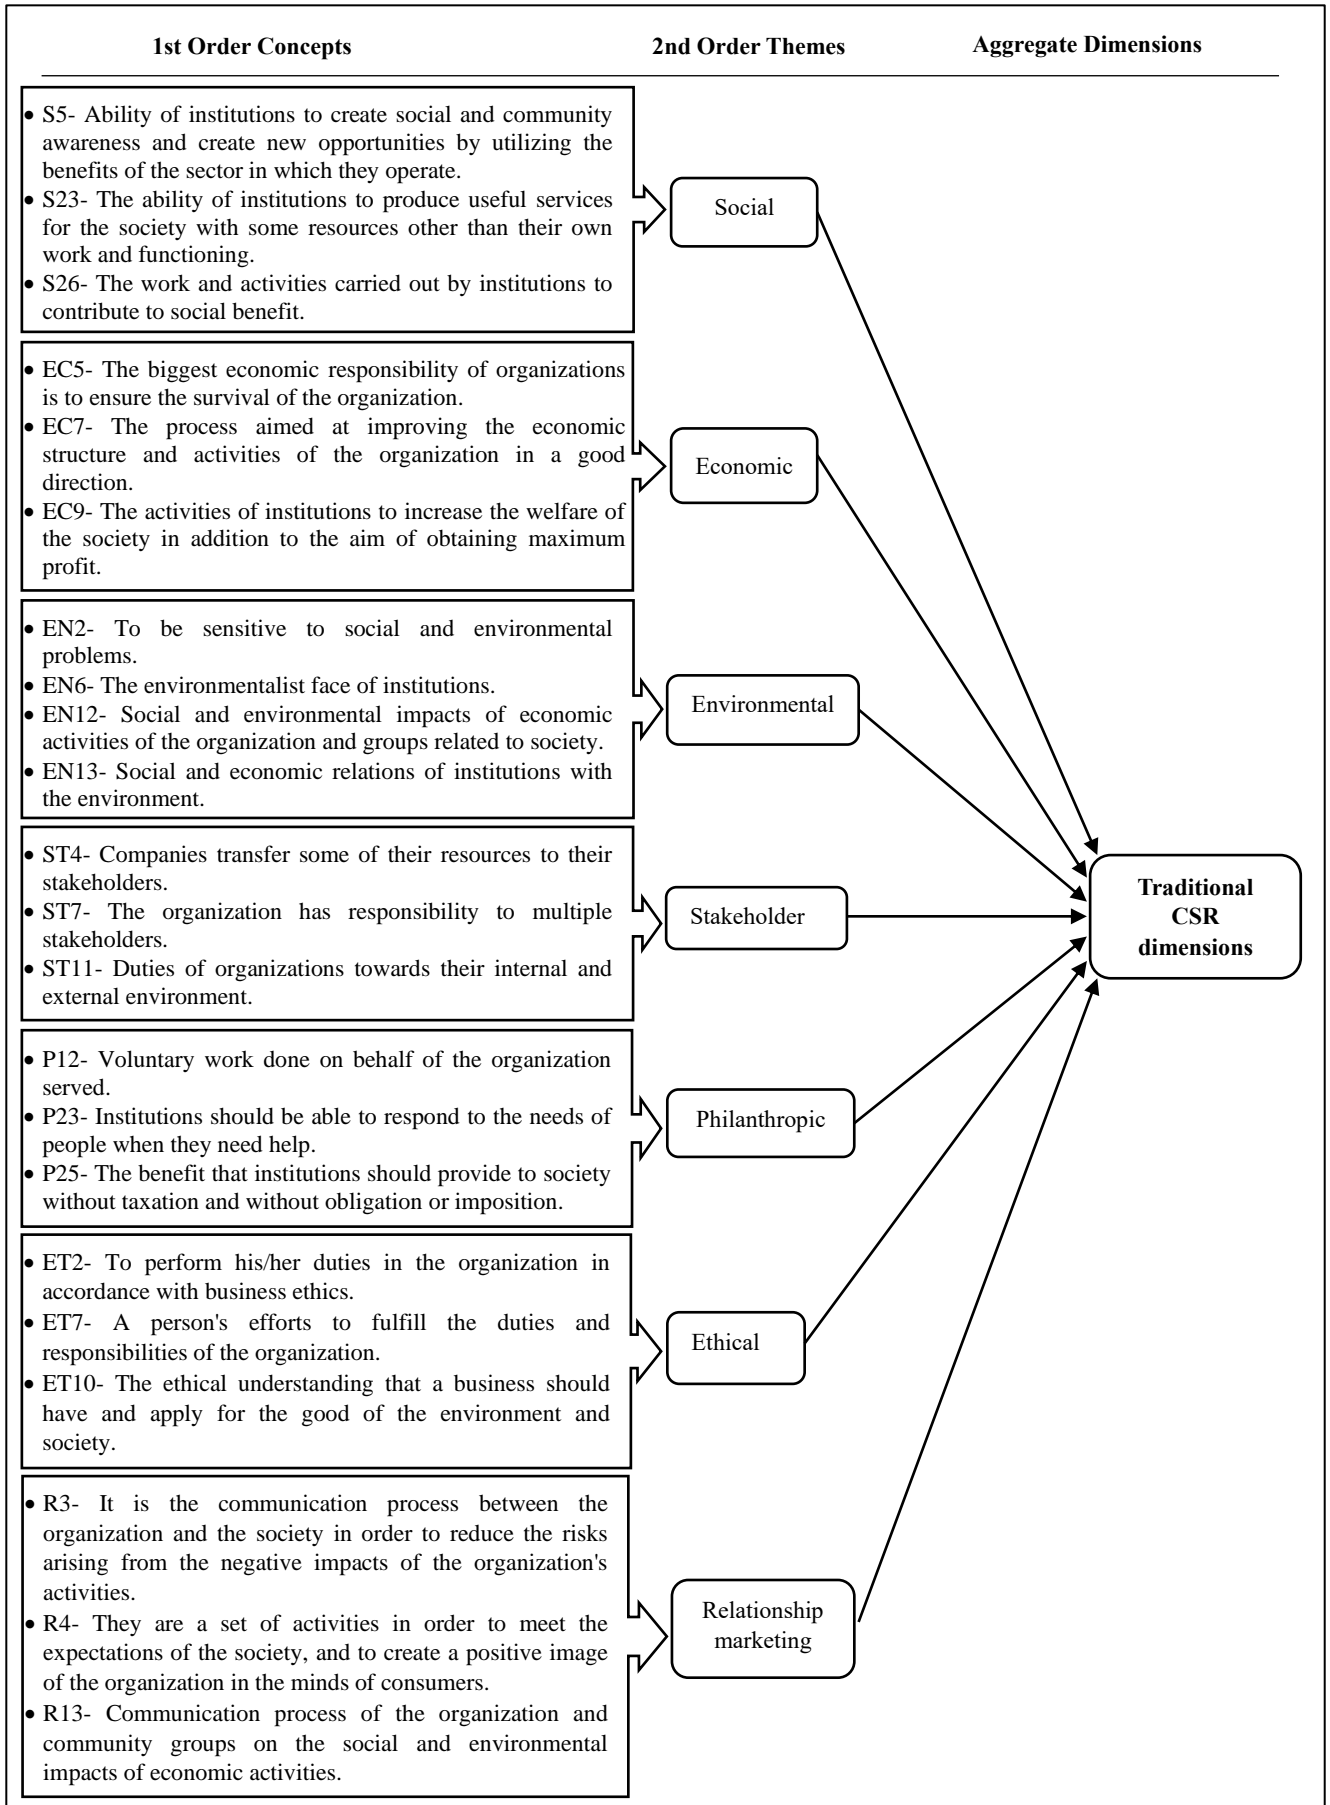 1st Order Concepts
2nd Order Themes
Aggregate Dimensions
• S5- Ability of institutions to create social and community
awareness and create new opportunities by utilizing the
benefits of the sector in which they operate.
• S23- The ability of institutions to produce useful services
for the society with some resources other than their own
work and functioning.
• S26- The work and activities carried out by institutions to
contribute to social benefit.
Social
• EC5- The biggest economic responsibility of organizations
is to ensure the survival of the organization.
• EC7- The process aimed at improving the economic
structure and activities of the organization in a good
direction.
• EC9- The activities of institutions to increase the welfare of
the society in addition to the aim of obtaining maximum
profit.
Economic
• EN2- To be sensitive to social and environmental
problems.
• EN6- The environmentalist face of institutions.
• EN12- Social and environmental impacts of economic
activities of the organization and groups related to society.
• EN13- Social and economic relations of institutions with
the environment.
Environmental
• ST4- Companies transfer some of their resources to their
stakeholders.
• ST7- The organization has responsibility to multiple
stakeholders.
• ST11- Duties of organizations towards their internal and
external environment.
Stakeholder
Traditional
CSR
dimensions
• P12- Voluntary work done on behalf of the organization
served.
• P23- Institutions should be able to respond to the needs of
people when they need help.
• P25- The benefit that institutions should provide to society
without taxation and without obligation or imposition.
Philanthropic
• ET2- To perform his/her duties in the organization in
accordance with business ethics.
• ET7- A person's efforts to fulfill the duties and
responsibilities of the organization.
• ET10- The ethical understanding that a business should
have and apply for the good of the environment and
society.
Ethical
• R3- It is the communication process between the
organization and the society in order to reduce the risks
arising from the negative impacts of the organization's
activities.
• R4- They are a set of activities in order to meet the
expectations of the society, and to create a positive image
of the organization in the minds of consumers.
• R13- Communication process of the organization and
community groups on the social and environmental
impacts of economic activities.
Relationship
marketing